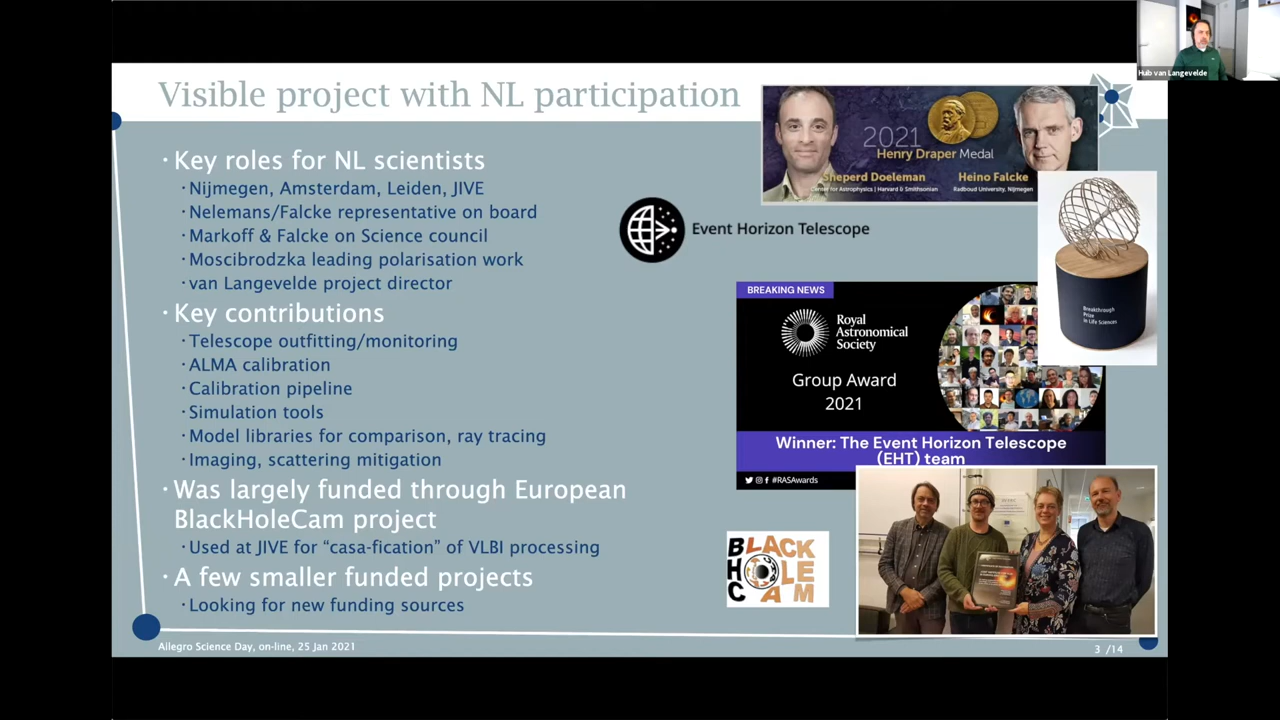 Huib van Langevelde
Visible project with NL participation
· Key roles for NL scientists
· Nijmegen, Amsterdam, Leiden, JIVE
· Nelemans/Falcke representative on board
· Markoff & Falcke on Science council
· Moscibrodzka leading polarisation work
· van Langevelde project director
· Key contributions
· Telescope outfitting/monitoring
· ALMA calibration
· Calibration pipeline
· Simulation tools
· Model libraries for comparison, ray tracing
· Imaging, scattering mitigation
· Was largely funded through European
BlackHoleCam project
· Used at JIVE for “casa-fication” of VLBI processing
· A few smaller funded projects
· Looking for new funding sources
2021
Henry Draper Medal
Sheperd Doeleman
Center for Astrophysics | Harvard & Smithsonian
Heino Falcke
Radboud University, Nijmegen
Event Horizon Telescope
Breakthrough
Prize
in Life Sciences
BREAKING NEWS
Royal
Astronomical
Society
Group Award
2021
Winner: The Event Horizon Telescope
(EHT) team
#RASAwards
BLACK
HOLE
CAM
Allegro Science Day, on-line, 25 Jan 2021
3 /14